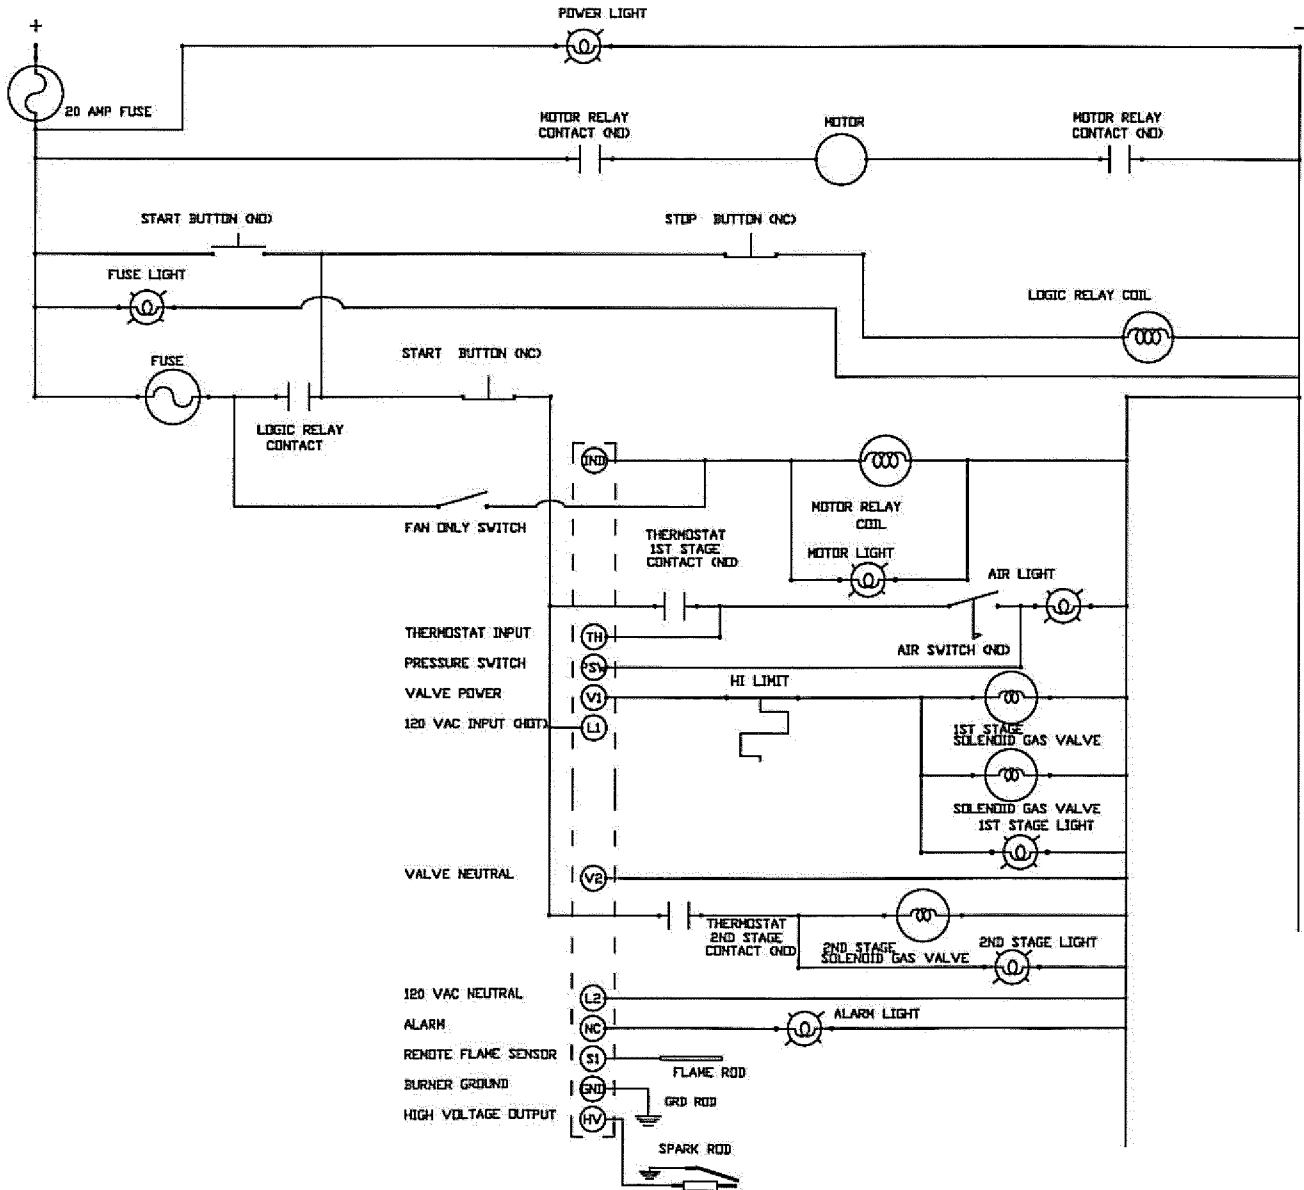 POWER LIGHT
+
-
20 AMP FUSE
MOTOR RELAY
CONTACT (NO)
MOTOR
MOTOR RELAY
CONTACT (NO)
START BUTTON (NO)
STOP BUTTON (NC)
FUSE LIGHT
LOGIC RELAY COIL
FUSE
START BUTTON (NC)
LOGIC RELAY
CONTACT
IND
MOTOR RELAY
COIL
FAN ONLY SWITCH
THERMOSTAT
1ST STAGE
CONTACT (NO)
MOTOR LIGHT
AIR LIGHT
THERMOSTAT INPUT
TH
AIR SWITCH (NO)
PRESSURE SWITCH
PSW
VALVE POWER
V1
HI LIMIT
120 VAC INPUT (HOT)
L1
1ST STAGE
SOLENOID GAS VALVE
SOLENOID GAS VALVE
1ST STAGE LIGHT
VALVE NEUTRAL
V2
THERMOSTAT
2ND STAGE
CONTACT (NO)
2ND STAGE
SOLENOID GAS VALVE
2ND STAGE LIGHT
120 VAC NEUTRAL
L2
ALARM
NC
ALARM LIGHT
REMOTE FLAME SENSOR
S1
FLAME ROD
BURNER GROUND
GND
GRD ROD
HIGH VOLTAGE OUTPUT
HV
SPARK ROD